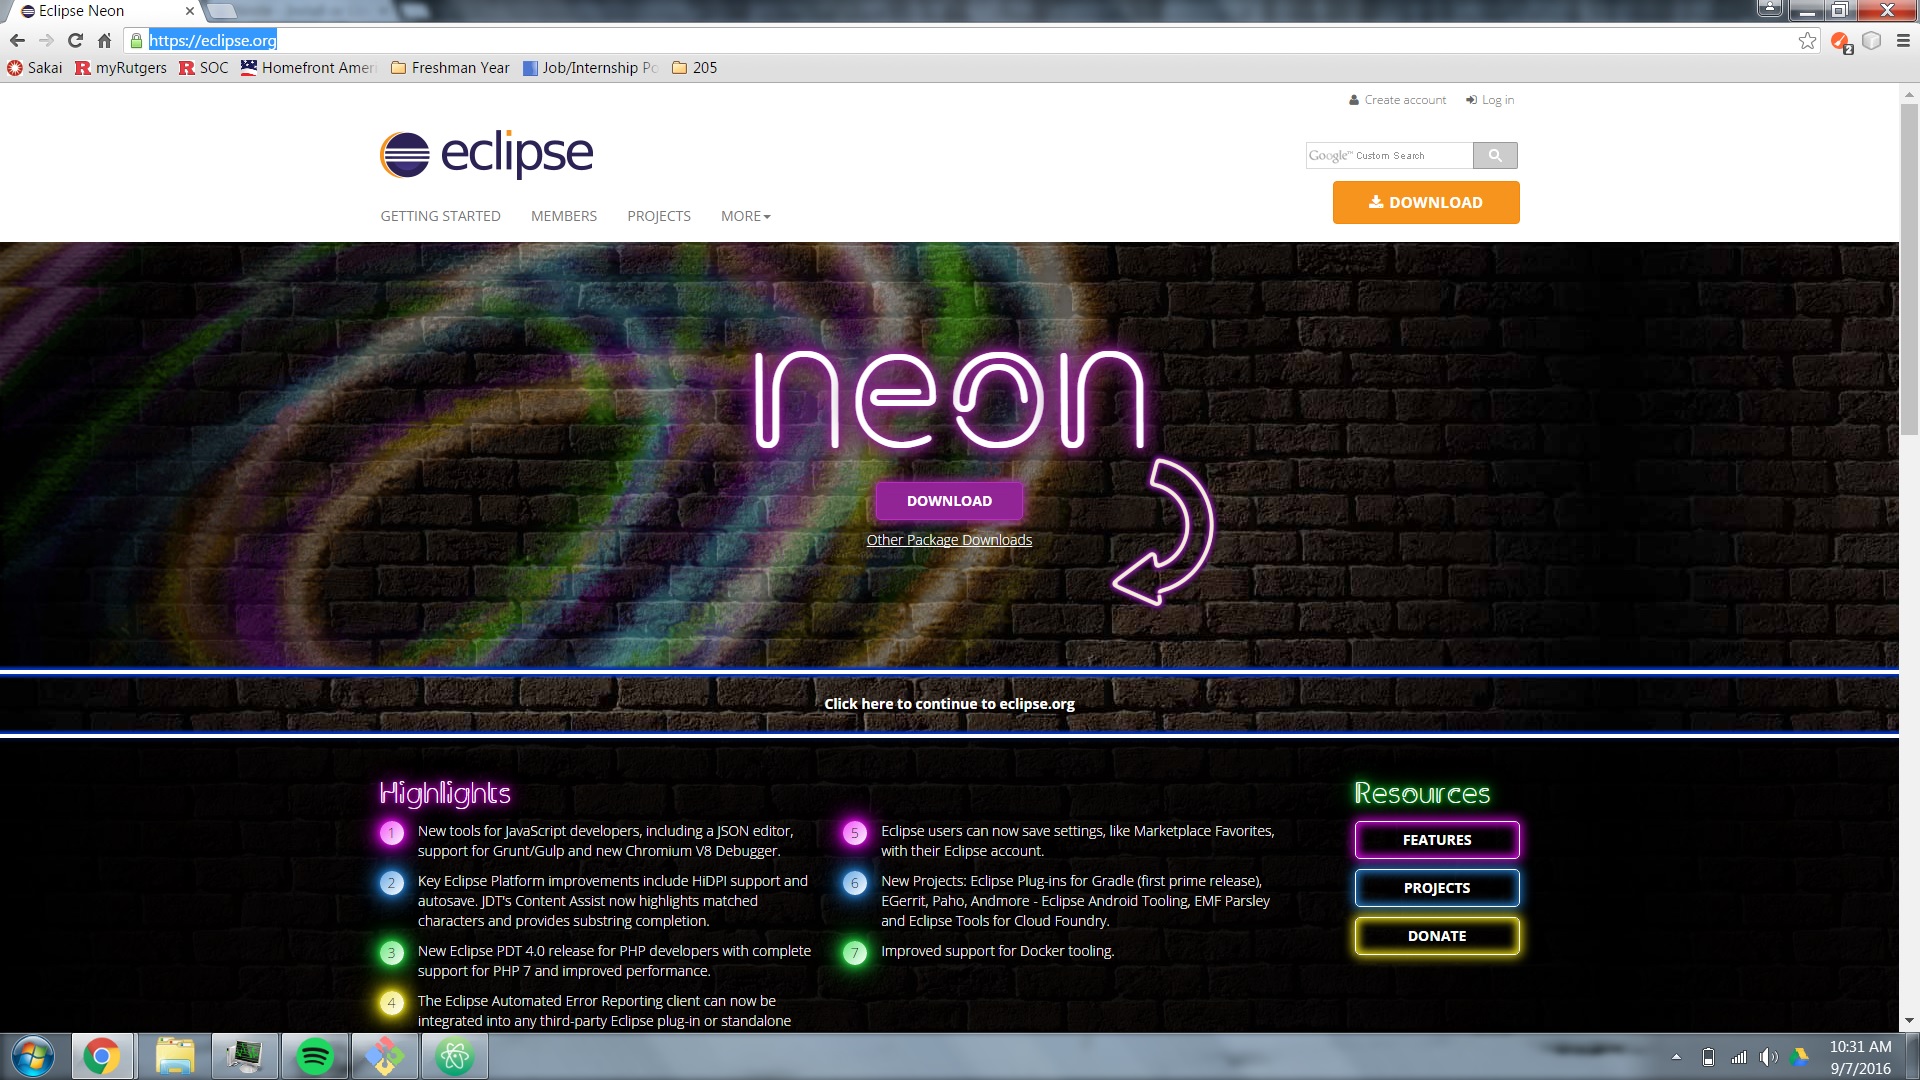 Eclipse Neon
https://eclipse.org
2
Sakai
myRutgers
SOC
Homefront Amer
Freshman Year
Job/Internship Po
205
Create account
Log in
eclipse
Google™ Custom Search
DOWNLOAD
GETTING STARTED
MEMBERS
PROJECTS
MORE
neon
DOWNLOAD
Other Package Downloads
Click here to continue to eclipse.org
Highlights
1
New tools for JavaScript developers, including a JSON editor,
support for Grunt/Gulp and new Chromium V8 Debugger.
2
Key Eclipse Platform improvements include HiDPI support and
autosave. JDT's Content Assist now highlights matched
characters and provides substring completion.
3
New Eclipse PDT 4.0 release for PHP developers with complete
support for PHP 7 and improved performance.
4
The Eclipse Automated Error Reporting client can now be
integrated into any third-party Eclipse plug-in or standalone
5
Eclipse users can now save settings, like Marketplace Favorites,
with their Eclipse account.
6
New Projects: Eclipse Plug-ins for Gradle (first prime release),
EGerrit, Paho, Andmore - Eclipse Android Tooling, EMF Parsley
and Eclipse Tools for Cloud Foundry.
7
Improved support for Docker tooling.
Resources
FEATURES
PROJECTS
DONATE
10:31 AM
9/7/2016